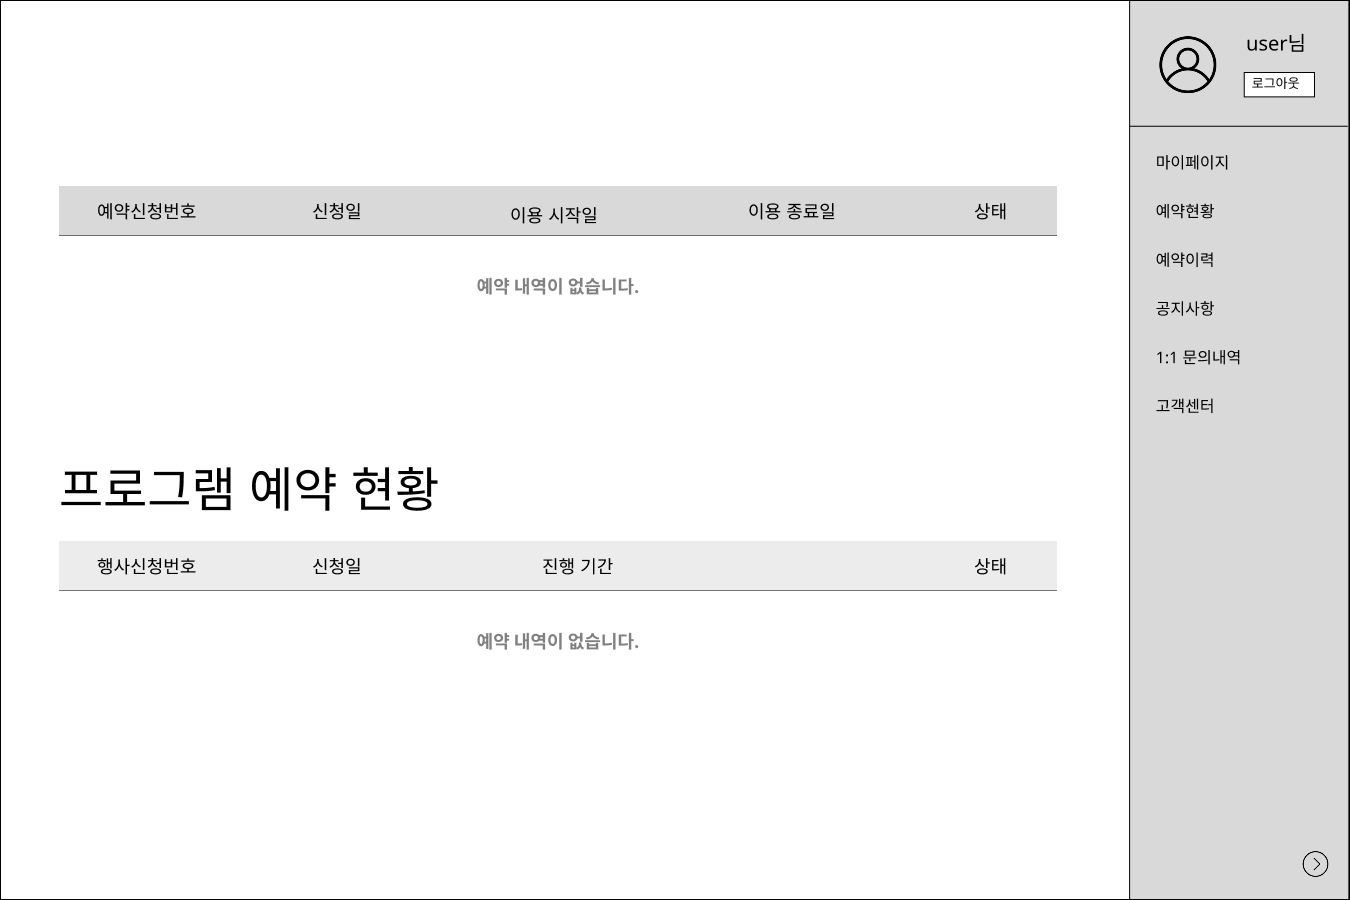 예약신청번호 신청일 이용 시작일 이용 종료일 상태
예약 내역이 없습니다.
프로그램 예약 현황
행사신청번호 신청일 진행 기간 상태
예약 내역이 없습니다.
user님
로그아웃
마이페이지
예약현황
예약이력
공지사항
1:1 문의내역
고객센터